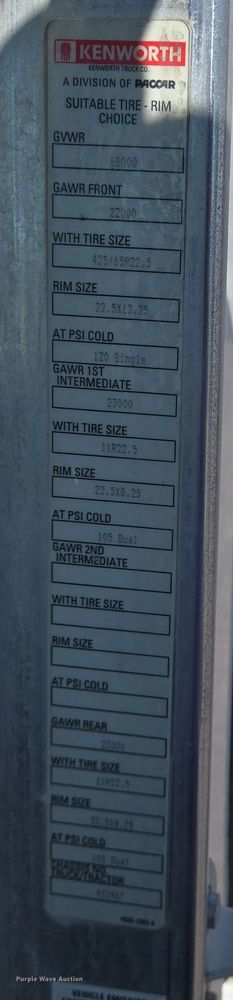 KENWORTH
KENWORTH TRUCK CO.
A DIVISION OF PACCAR
SUITABLE TIRE - RIM
CHOICE
GVWR
68000
GAWR FRONT
22000
WITH TIRE SIZE
425/65R22.5
RIM SIZE
22.5X12.25
AT PSI COLD
120 Single
GAWR 1ST
INTERMEDIATE
23000
WITH TIRE SIZE
11R22.5
RIM SIZE
22.5X8.25
AT PSI COLD
105 Dual
GAWR 2ND
INTERMEDIATE
WITH TIRE SIZE
RIM SIZE
AT PSI COLD
GAWR REAR
23000
WITH TIRE SIZE
11R22.5
RIM SIZE
22.5X8.25
AT PSI COLD
105 Dual
CHASSIS NO.
TRUCK/TRACTOR
Purple Wave Auction
VEHICLE